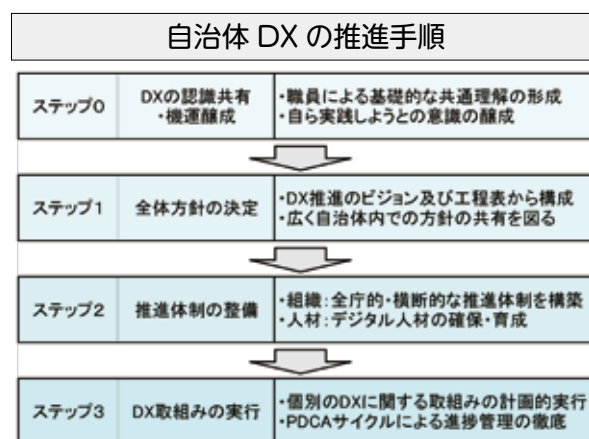 自治体 DX の推進手順
ステップ0
DXの認識共有
・機運醸成
・職員による基礎的な共通理解の形成
・自ら実践しようとの意識の醸成
ステップ1
全体方針の決定
・DX推進のビジョン及び工程表から構成
・広く自治体内での方針の共有を図る
ステップ2
推進体制の整備
・組織：全庁的・横断的な推進体制を構築
・人材：デジタル人材の確保・育成
ステップ3
DX取組みの実行
・個別のDXに関する取組みの計画的実行
・PDCAサイクルによる進捗管理の徹底